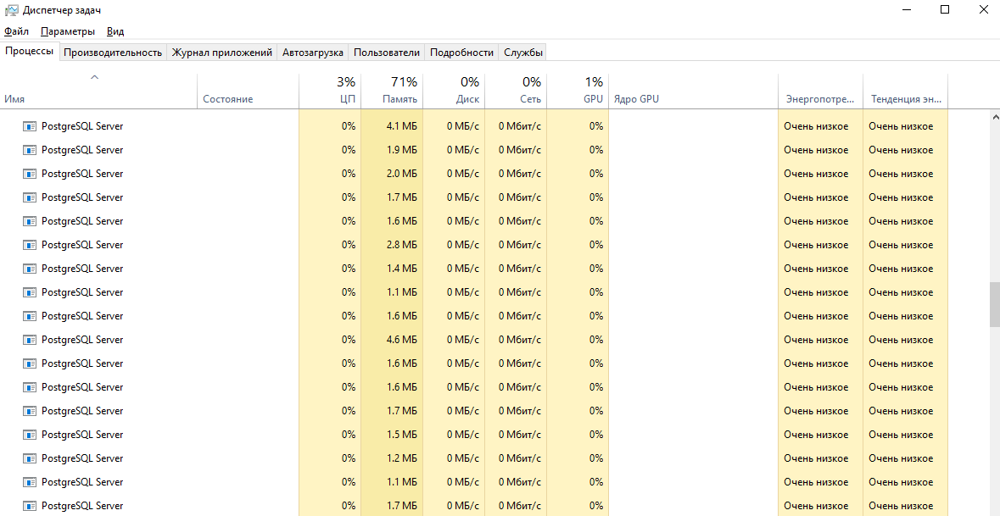 Диспетчер задач
Файл Параметры Вид
Процессы Производительность Журнал приложений Автозагрузка Пользователи Подробности Службы
3% 71% 0% 0% 1%
Имя Состояние ЦП Память Диск Сеть GPU Ядро GPU Энергопотре... Тенденция эн...
PostgreSQL Server 0% 4.1 МБ 0 МБ/с 0 Мбит/с 0% Очень низкое Очень низкое
PostgreSQL Server 0% 1.9 МБ 0 МБ/с 0 Мбит/с 0% Очень низкое Очень низкое
PostgreSQL Server 0% 2.0 МБ 0 МБ/с 0 Мбит/с 0% Очень низкое Очень низкое
PostgreSQL Server 0% 1.7 МБ 0 МБ/с 0 Мбит/с 0% Очень низкое Очень низкое
PostgreSQL Server 0% 1.6 МБ 0 МБ/с 0 Мбит/с 0% Очень низкое Очень низкое
PostgreSQL Server 0% 2.8 МБ 0 МБ/с 0 Мбит/с 0% Очень низкое Очень низкое
PostgreSQL Server 0% 1.4 МБ 0 МБ/с 0 Мбит/с 0% Очень низкое Очень низкое
PostgreSQL Server 0% 1.1 МБ 0 МБ/с 0 Мбит/с 0% Очень низкое Очень низкое
PostgreSQL Server 0% 1.6 МБ 0 МБ/с 0 Мбит/с 0% Очень низкое Очень низкое
PostgreSQL Server 0% 4.6 МБ 0 МБ/с 0 Мбит/с 0% Очень низкое Очень низкое
PostgreSQL Server 0% 1.6 МБ 0 МБ/с 0 Мбит/с 0% Очень низкое Очень низкое
PostgreSQL Server 0% 1.6 МБ 0 МБ/с 0 Мбит/с 0% Очень низкое Очень низкое
PostgreSQL Server 0% 1.7 МБ 0 МБ/с 0 Мбит/с 0% Очень низкое Очень низкое
PostgreSQL Server 0% 1.5 МБ 0 МБ/с 0 Мбит/с 0% Очень низкое Очень низкое
PostgreSQL Server 0% 1.2 МБ 0 МБ/с 0 Мбит/с 0% Очень низкое Очень низкое
PostgreSQL Server 0% 1.1 МБ 0 МБ/с 0 Мбит/с 0% Очень низкое Очень низкое
PostgreSQL Server 0% 1.7 МБ 0 МБ/с 0 Мбит/с 0% Очень низкое Очень низкое